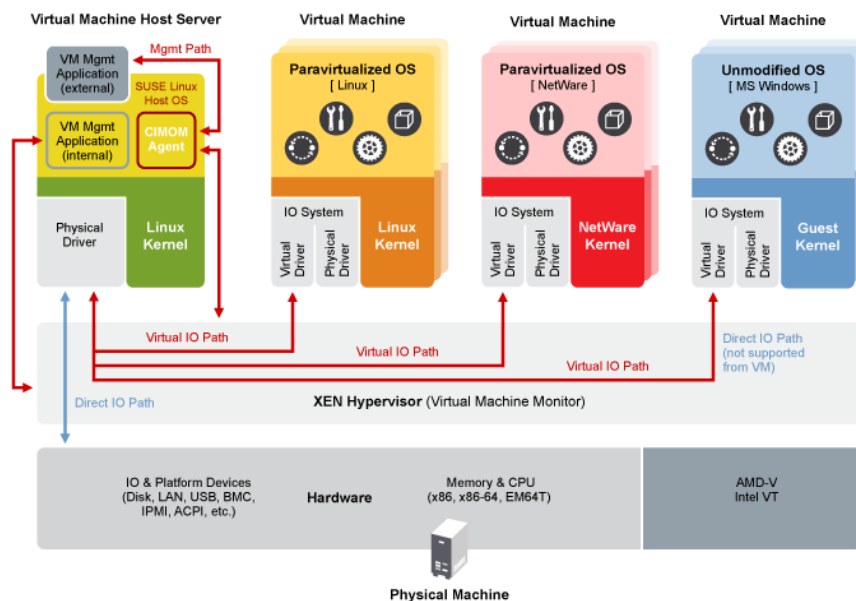 Virtual Machine Host Server
Virtual Machine
Virtual Machine
Virtual Machine
VM Mgmt
Application
(external)
Mgmt Path
SUSE Linux
Host OS
VM Mgmt
Application
(internal)
CIMOM
Agent
Physical
Driver
Linux
Kernel
Paravirtualized OS
[ Linux ]
IO System
Virtual
Driver
Physical
Driver
Linux
Kernel
Paravirtualized OS
[ NetWare ]
IO System
Virtual
Driver
Physical
Driver
NetWare
Kernel
Unmodified OS
[ MS Windows ]
IO System
Virtual
Driver
Physical
Driver
Guest
Kernel
Virtual IO Path
Virtual IO Path
Virtual IO Path
Direct IO Path
(not supported
from VM)
Direct IO Path
XEN Hypervisor (Virtual Machine Monitor)
IO & Platform Devices
(Disk, LAN, USB, BMC,
IPMI, ACPI, etc.)
Hardware
Memory & CPU
(x86, x86-64, EM64T)
AMD-V
Intel VT
Physical Machine